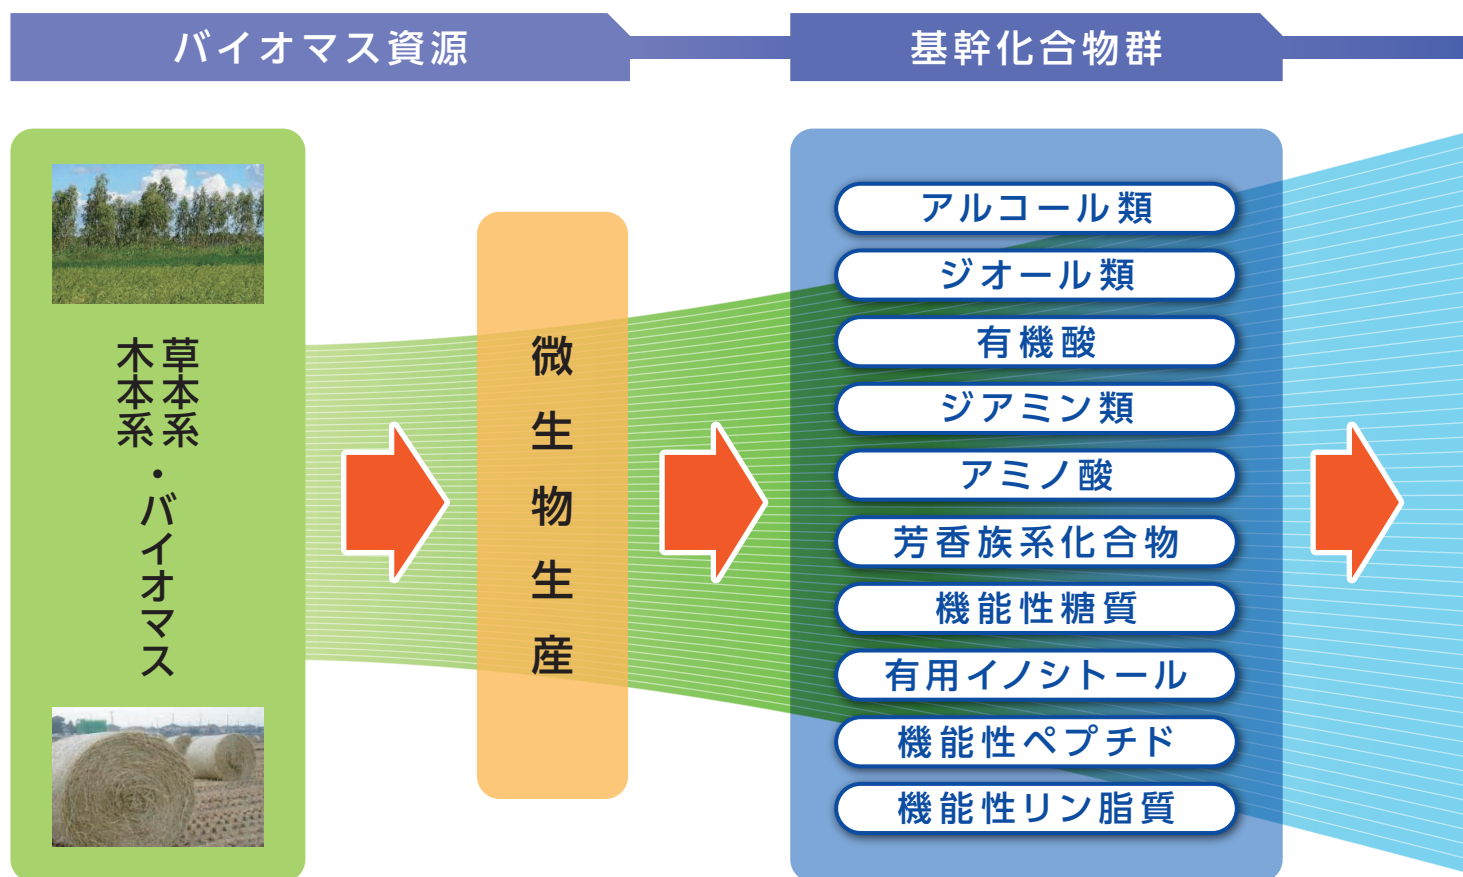 バイオマス資源
基幹化合物群
草本系
木本系
・バイオマス
微生物生産
アルコール類
ジオール類
有機酸
ジアミン類
アミノ酸
芳香族系化合物
機能性糖質
有用イノシトール
機能性ペプチド
機能性リン脂質